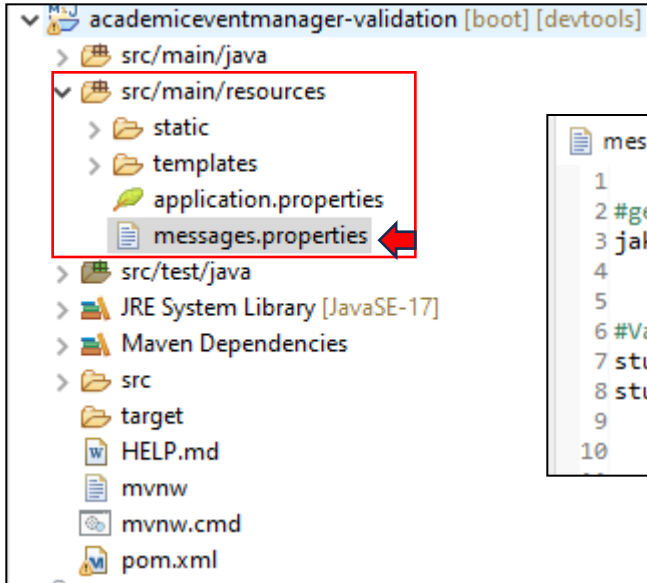 academiceventmanager-validation [boot] [devtools]
src/main/java
src/main/resources
static
templates
application.properties
messages.properties
src/test/java
JRE System Library [JavaSE-17]
Maven Dependencies
src
target
HELP.md
mvnw
mvnw.cmd
pom.xml
mes
1
2 #ge
3 jak
4
5
6 #Va
7 stu
8 stu
9
10